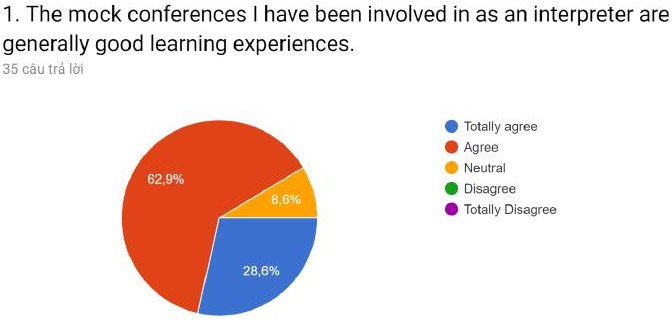 1. The mock conferences I have been involved in as an interpreter are
generally good learning experiences.
35 câu trả lời
Totally agree
Agree
Neutral
Disagree
Totally Disagree
62,9%
8,6%
28,6%